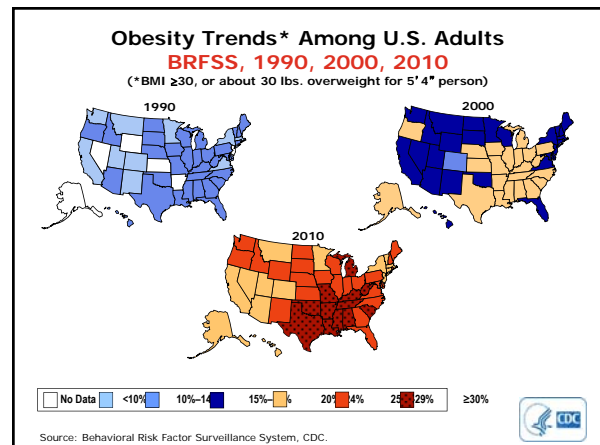 Obesity Trends* Among U.S. Adults
BRFSS, 1990, 2000, 2010
(*BMI ≥30, or about 30 lbs. overweight for 5'4" person)
1990
2000
2010
No Data <10% 10%–14 15%– % 20% 4% 25 29% ≥30%
Source: Behavioral Risk Factor Surveillance System, CDC.
CDC